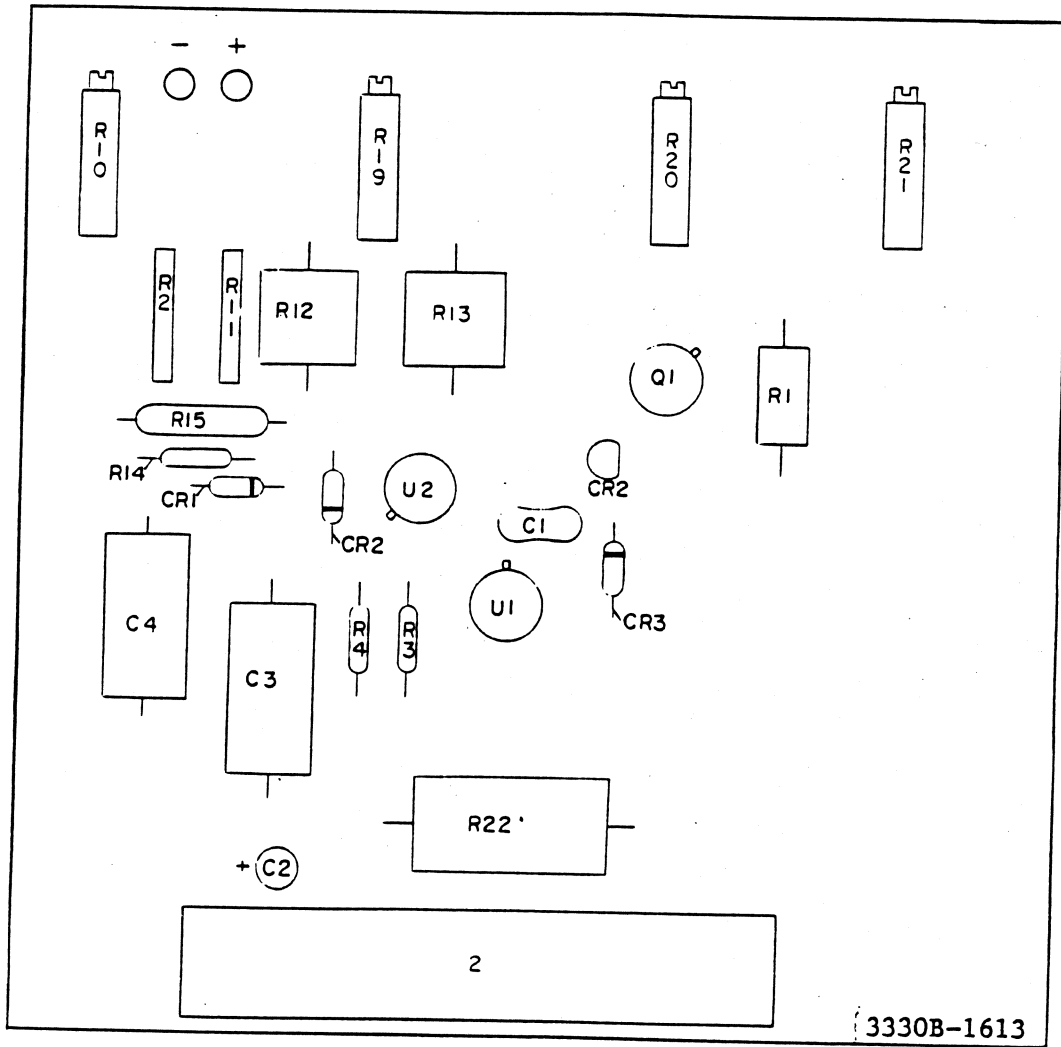 - +
R10
R19
R20
R21
R2
R11
R12
R13
Q1
R1
R15
R14
CR1
U2
CR2
CR2
C1
CR3
U1
C4
C3
R4
R3
R22
+ C2
2
3330B-1613